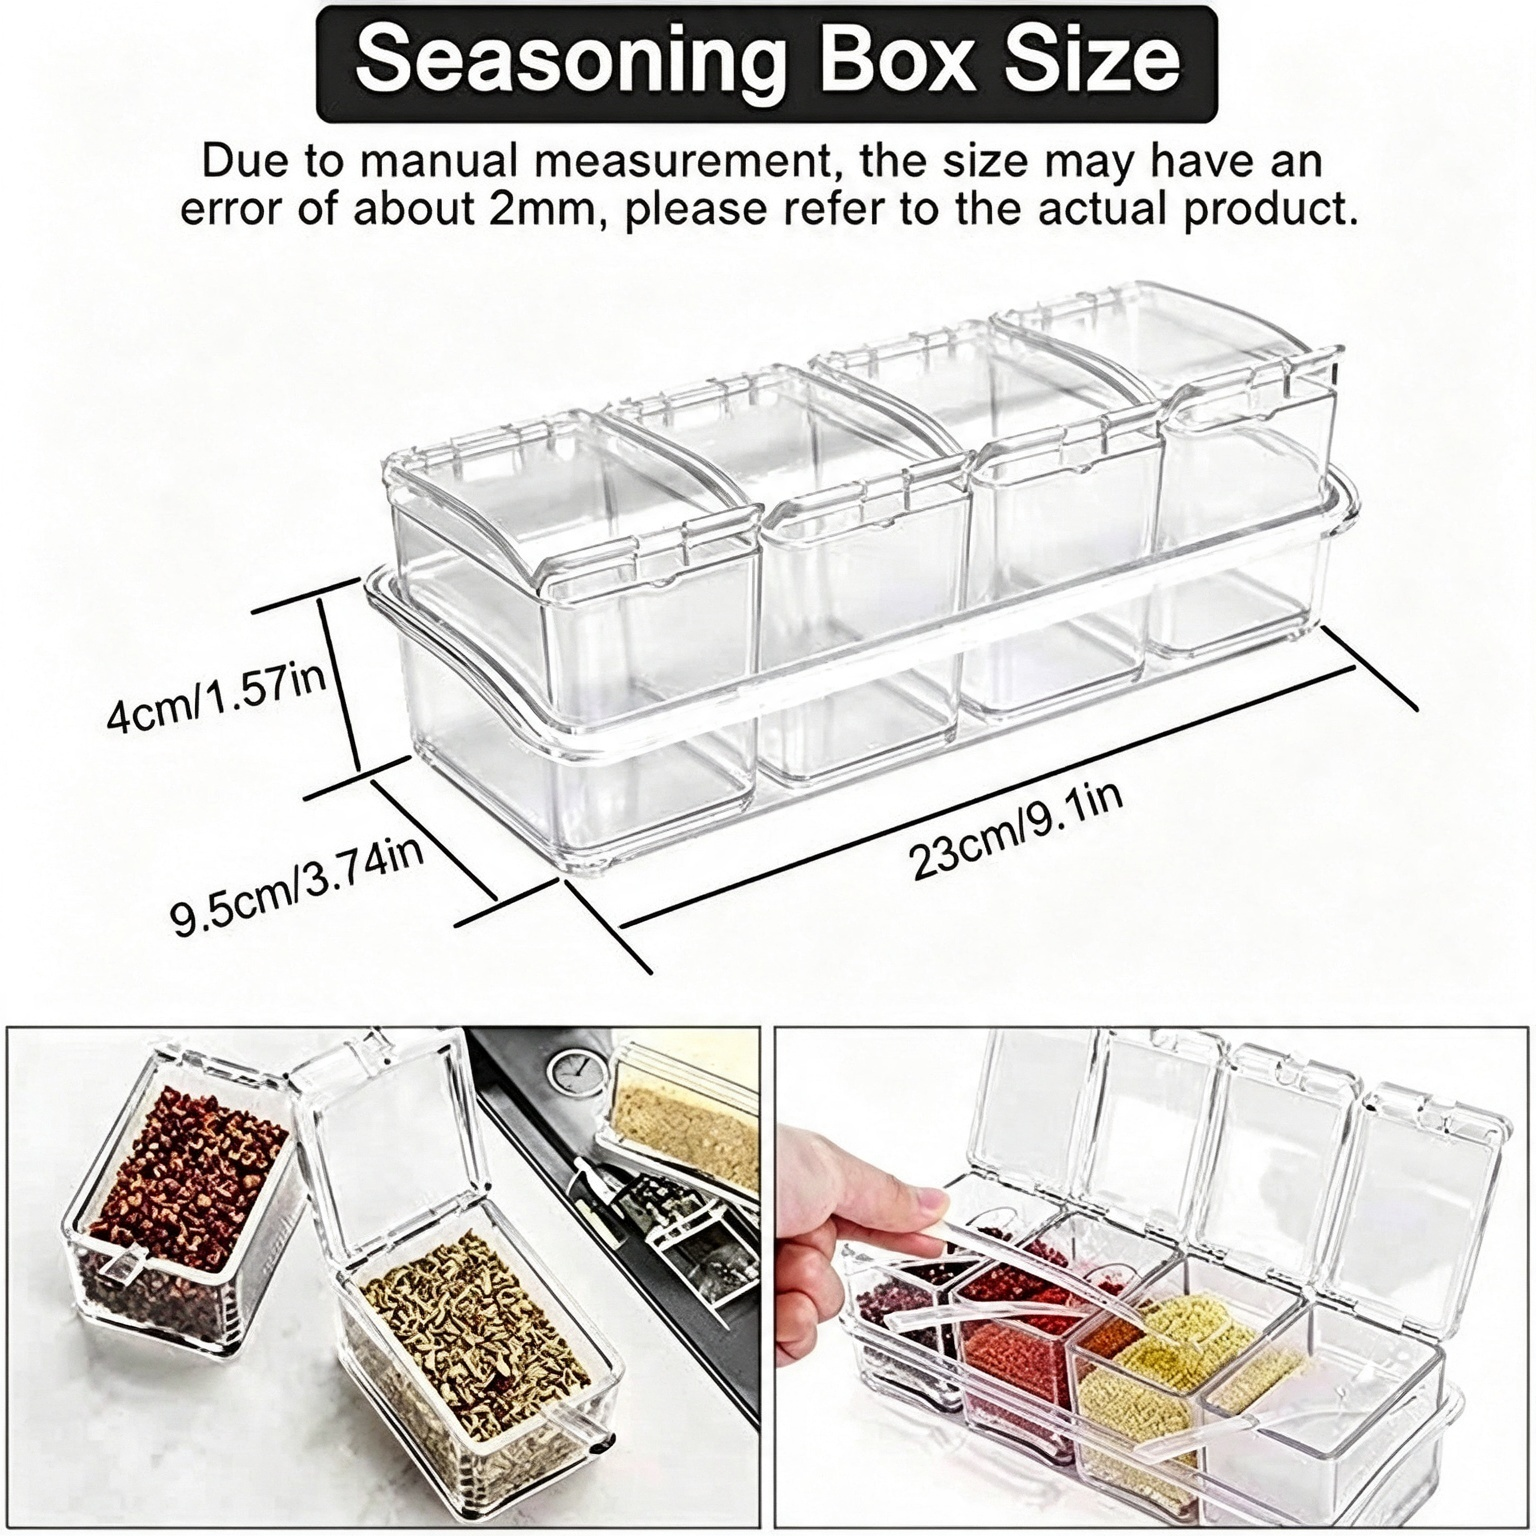 Seasoning Box Size
Due to manual measurement, the size may have an
error of about 2mm, please refer to the actual product.
4cm/1.57in
9.5cm/3.74in
23cm/9.1in